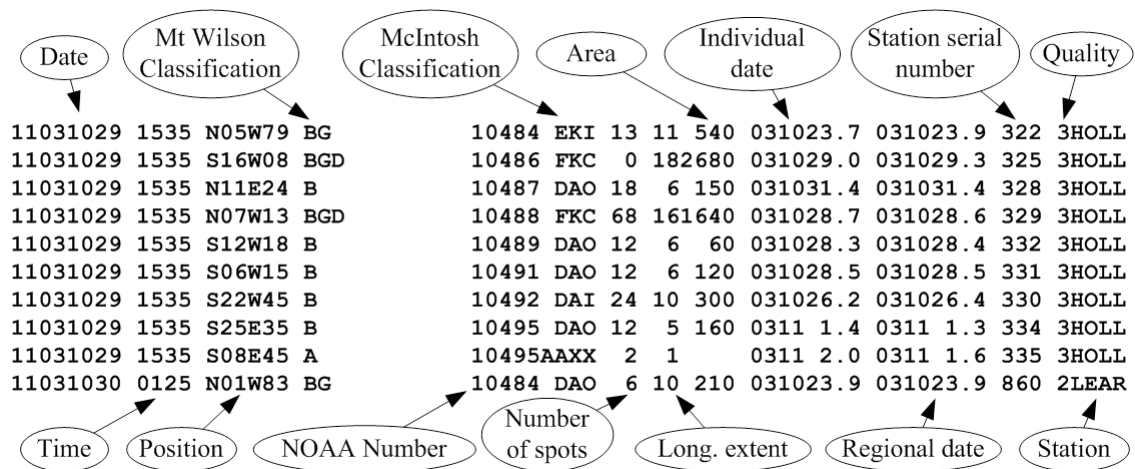 Date
Mt Wilson
Classification
McIntosh
Classification
Area
Individual
date
Station serial
number
Quality
11031029 1535 N05W79 BG 10484 EKI 13 11 540 031023.7 031023.9 322 3HOLL
11031029 1535 S16W08 BGD 10486 FKC 0 182680 031029.0 031029.3 325 3HOLL
11031029 1535 N11E24 B 10487 DAO 18 6 150 031031.4 031031.4 328 3HOLL
11031029 1535 N07W13 BGD 10488 FKC 68 161640 031028.7 031028.6 329 3HOLL
11031029 1535 S12W18 B 10489 DAO 12 6 60 031028.3 031028.4 332 3HOLL
11031029 1535 S06W15 B 10491 DAO 12 6 120 031028.5 031028.5 331 3HOLL
11031029 1535 S22W45 B 10492 DAI 24 10 300 031026.2 031026.4 330 3HOLL
11031029 1535 S25E35 B 10495 DAO 12 5 160 0311 1.4 0311 1.3 334 3HOLL
11031029 1535 S08E45 A 10495AAXX 2 1 0311 2.0 0311 1.6 335 3HOLL
11031030 0125 N01W83 BG 10484 DAO 6 10 210 031023.9 031023.9 860 2LEAR
Time
Position
NOAA Number
Number
of spots
Long. extent
Regional date
Station